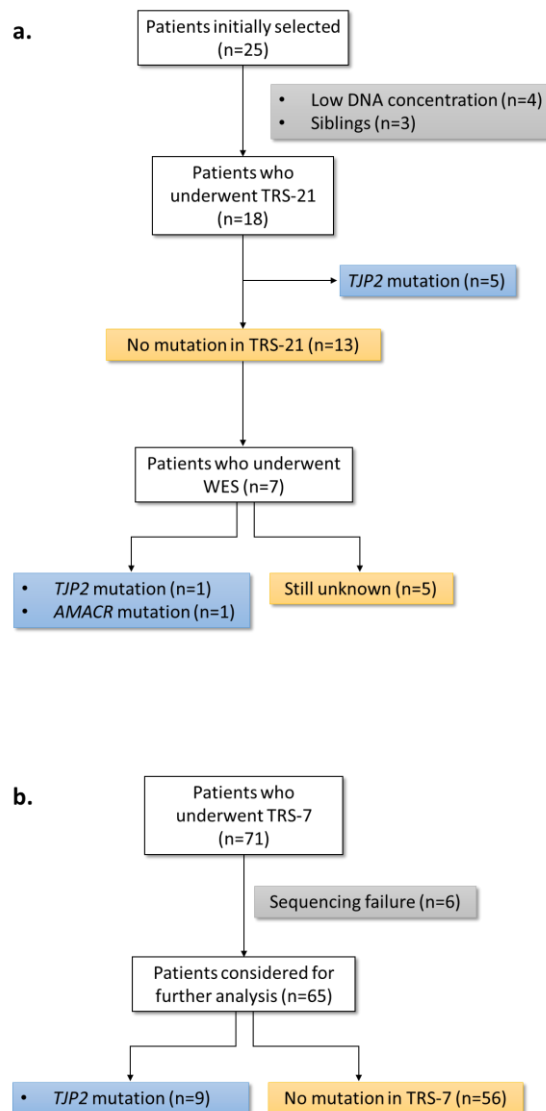 a.
Patients initially selected
(n=25)
• Low DNA concentration (n=4)
• Siblings (n=3)
Patients who
underwent TRS-21
(n=18)
TJP2 mutation (n=5)
No mutation in TRS-21 (n=13)
Patients who underwent
WES (n=7)
• TJP2 mutation (n=1)
• AMACR mutation (n=1)
Still unknown (n=5)
b.
Patients who
underwent TRS-7
(n=71)
Sequencing failure (n=6)
Patients considered for
further analysis (n=65)
• TJP2 mutation (n=9)
No mutation in TRS-7 (n=56)